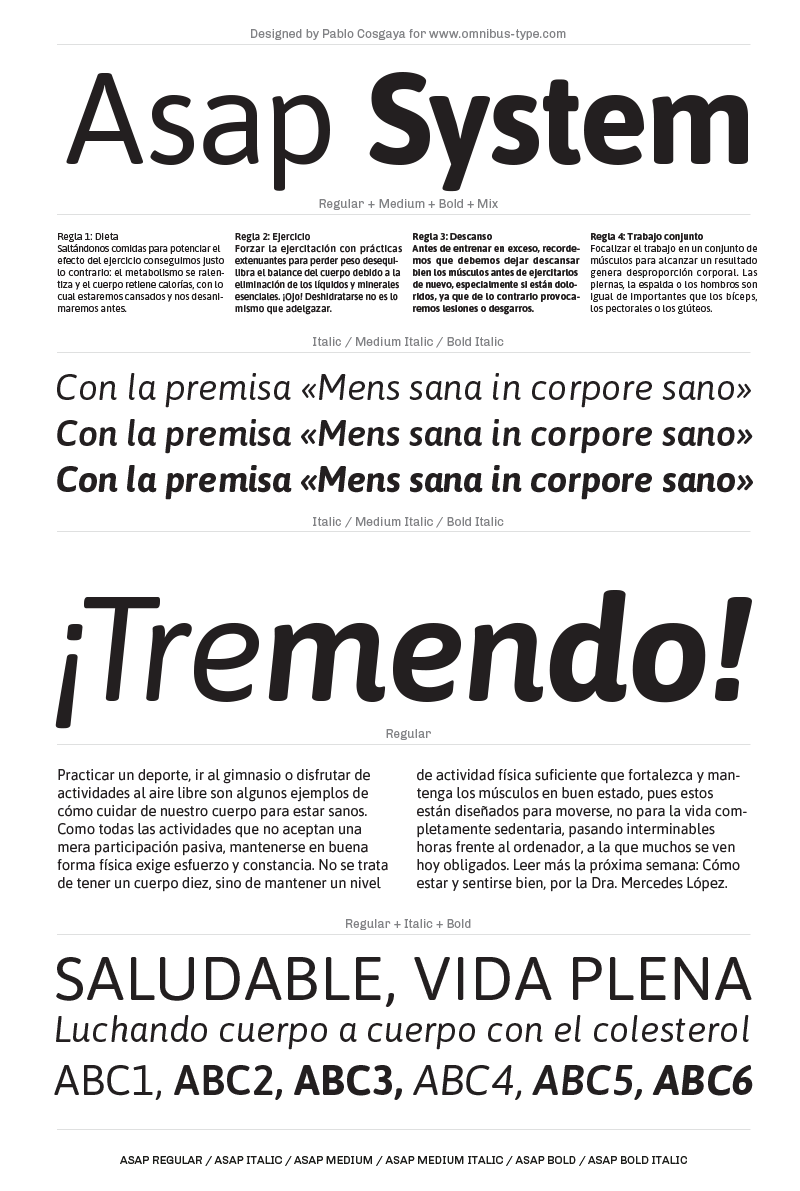 Designed by Pablo Cosgaya for www.omnibus-type.com
Asap System
Regular + Medium + Bold + Mix
Regla 1: Dieta
Saltándonos comidas para potenciar el
efecto del ejercicio conseguimos justo
lo contrario: el metabolismo se ralen-
tiza y el cuerpo retiene calorías, con lo
cual estaremos cansados y nos desani-
maremos antes.
Regla 2: Ejercicio
Forzar la ejercitación con prácticas
extenuantes para perder peso desequi-
libra el balance del cuerpo debido a la
eliminación de los líquidos y minerales
esenciales. ¡Ojo! Deshidratarse no es lo
mismo que adelgazar.
Regla 3: Descanso
Antes de entrenar en exceso, recorde-
mos que debemos dejar descansar
bien los músculos antes de ejercitarlos
de nuevo, especialmente si están dolo-
ridos, ya que de lo contrario provoca-
remos lesiones o desgarros.
Regla 4: Trabajo conjunto
Focalizar el trabajo en un conjunto de
músculos para alcanzar un resultado
genera desproporción corporal. Las
piernas, la espalda o los hombros son
igual de importantes que los bíceps,
los pectorales o los glúteos.
Italic / Medium Italic / Bold Italic
Con la premisa «Mens sana in corpore sano»
Con la premisa «Mens sana in corpore sano»
Con la premisa «Mens sana in corpore sano»
Italic / Medium Italic / Bold Italic
¡Tremendo!
Regular
Practicar un deporte, ir al gimnasio o disfrutar de
actividades al aire libre son algunos ejemplos de
cómo cuidar de nuestro cuerpo para estar sanos.
Como todas las actividades que no aceptan una
mera participación pasiva, mantenerse en buena
forma física exige esfuerzo y constancia. No se trata
de tener un cuerpo diez, sino de mantener un nivel
de actividad física suficiente que fortalezca y man-
tenga los músculos en buen estado, pues estos
están diseñados para moverse, no para la vida com-
pletamente sedentaria, pasando interminables
horas frente al ordenador, a la que muchos se ven
hoy obligados. Leer más la próxima semana: Cómo
estar y sentirse bien, por la Dra. Mercedes López.
Regular + Italic + Bold
SALUDABLE, VIDA PLENA
Luchando cuerpo a cuerpo con el colesterol
ABC1, ABC2, ABC3, ABC4, ABC5, ABC6
ASAP REGULAR / ASAP ITALIC / ASAP MEDIUM / ASAP MEDIUM ITALIC / ASAP BOLD / ASAP BOLD ITALIC